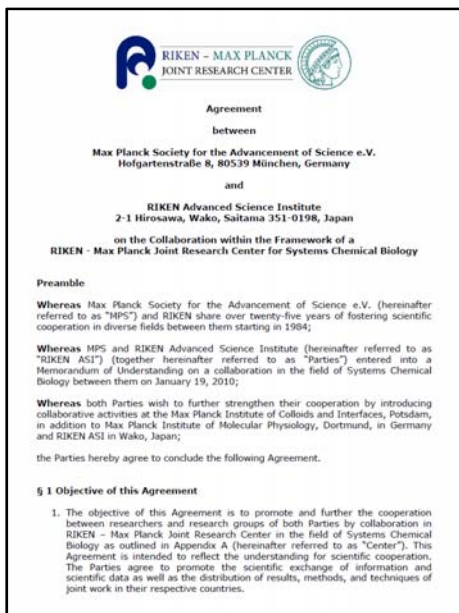 RIKEN – MAX PLANCK
JOINT RESEARCH CENTER
Agreement
between
Max Planck Society for the Advancement of Science e.V.
Hofgartenstraße 8, 80539 München, Germany
and
RIKEN Advanced Science Institute
2-1 Hirosawa, Wako, Saitama 351-0198, Japan
on the Collaboration within the Framework of a
RIKEN - Max Planck Joint Research Center for Systems Chemical Biology
Preamble
Whereas Max Planck Society for the Advancement of Science e.V. (hereinafter
referred to as "MPS") and RIKEN share over twenty-five years of fostering scientific
cooperation in diverse fields between them starting in 1984;
Whereas MPS and RIKEN Advanced Science Institute (hereinafter referred to as
"RIKEN ASI") (together hereinafter referred to as "Parties") entered into a
Memorandum of Understanding on a collaboration in the field of Systems Chemical
Biology between them on January 19, 2010;
Whereas both Parties wish to further strengthen their cooperation by introducing
collaborative activities at the Max Planck Institute of Colloids and Interfaces, Potsdam,
in addition to Max Planck Institute of Molecular Physiology, Dortmund, in Germany
and RIKEN ASI in Wako, Japan;
the Parties hereby agree to conclude the following Agreement.
§ 1 Objective of this Agreement
1. The objective of this Agreement is to promote and further the cooperation
between researchers and research groups of both Parties by collaboration in
RIKEN – Max Planck Joint Research Center in the field of Systems Chemical
Biology as outlined in Appendix A (hereinafter referred to as "Center"). This
Agreement is intended to reflect the understanding for scientific cooperation.
The Parties agree to promote the scientific exchange of information and
scientific data as well as the distribution of results, methods, and techniques of
joint work in their respective countries.